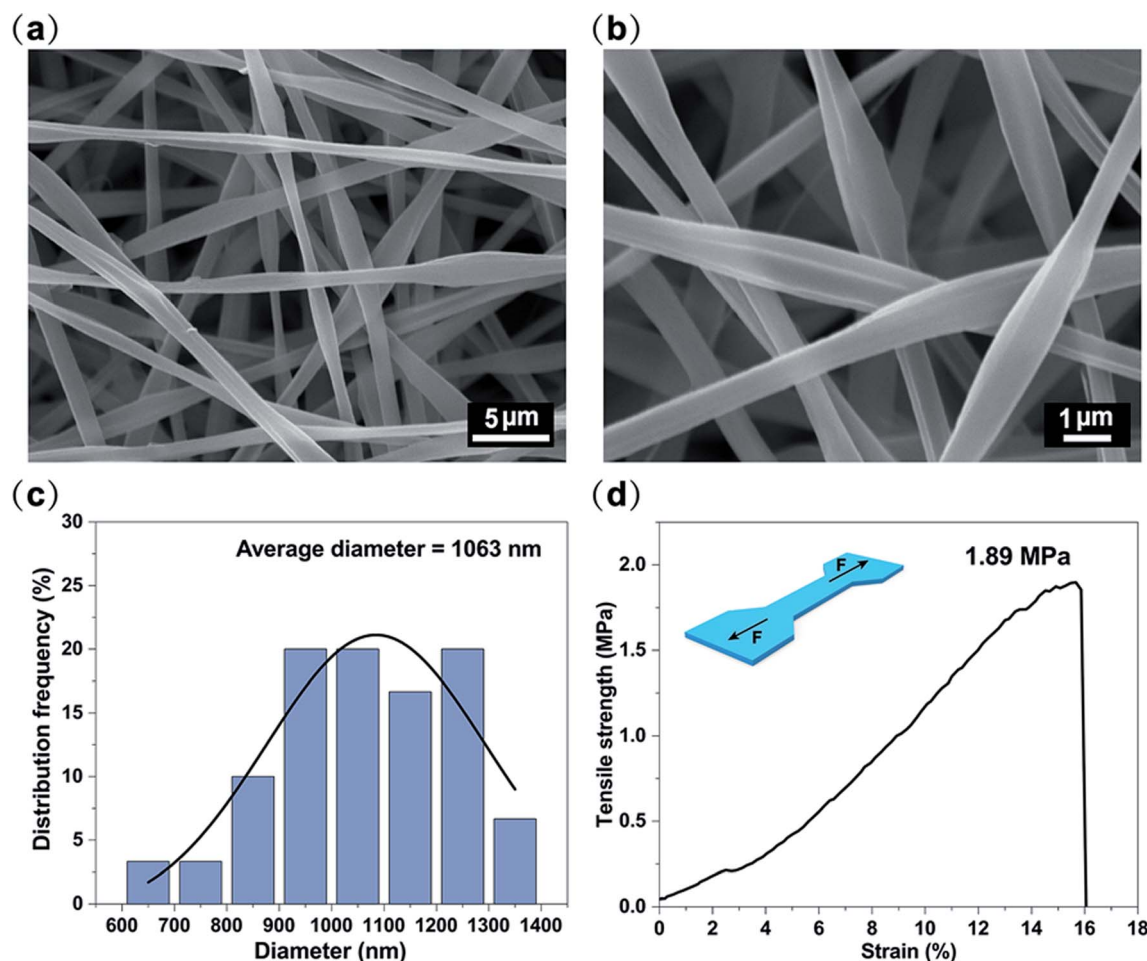 (a)
(b)
5 μm
1 μm
(c)
(d)
30
25
20
15
10
5
0
Distribution frequency (%)
Average diameter = 1063 nm
600 700 800 900 1000 1100 1200 1300 1400
Diameter (nm)
2.0
1.5
1.0
0.5
0.0
Tensile strength (MPa)
1.89 MPa
F
F
0 2 4 6 8 10 12 14 16 18
Strain (%)